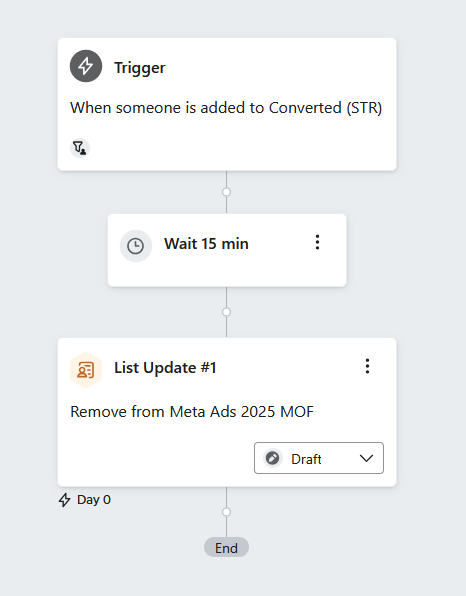 Trigger
When someone is added to Converted (STR)
Wait 15 min
List Update #1
Remove from Meta Ads 2025 MOF
Draft
Day 0
End